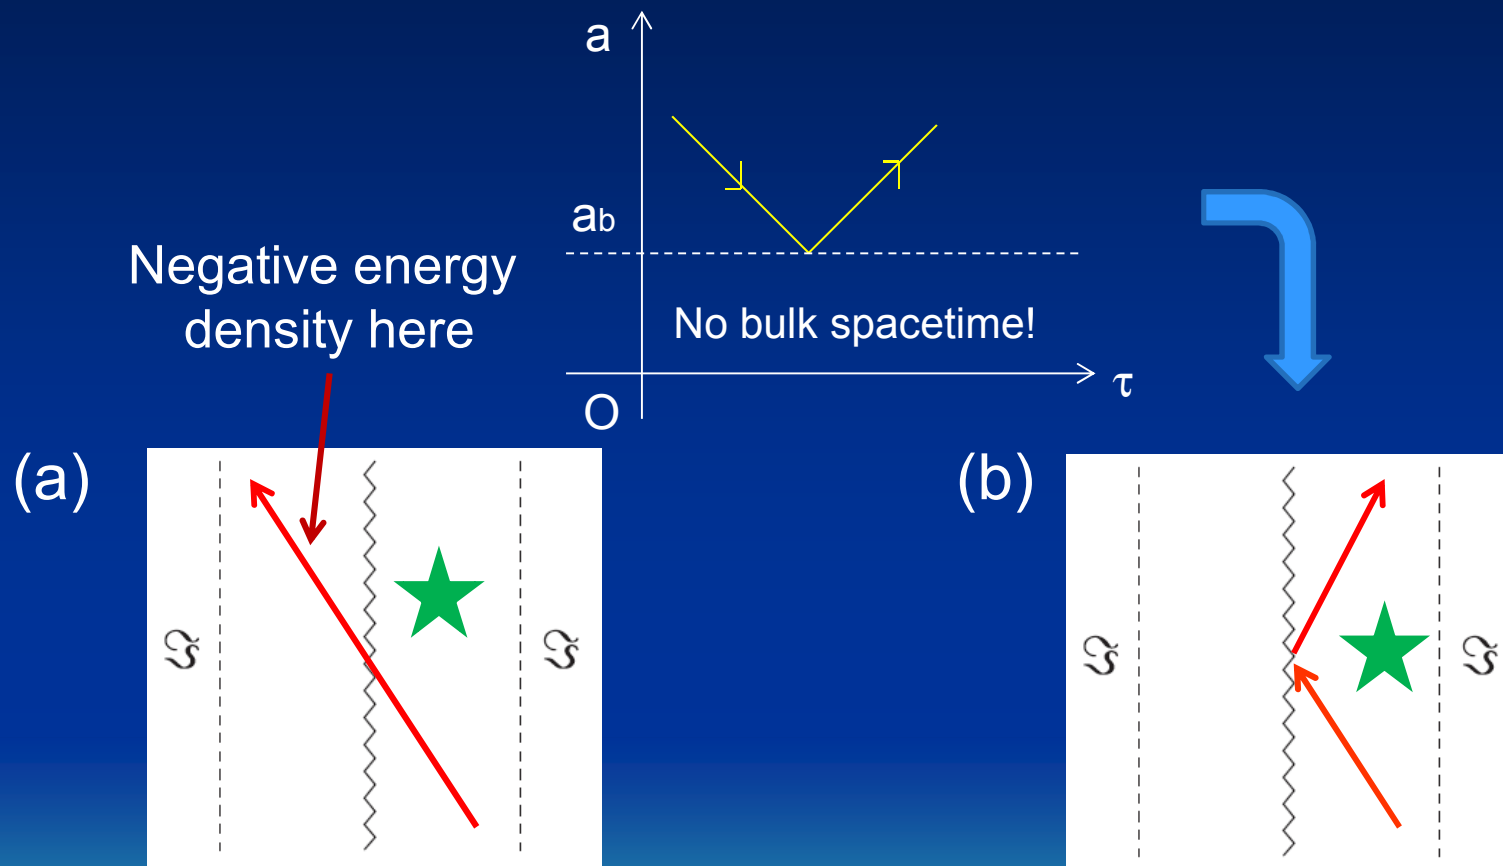 a
ab
Negative energy
density here
No bulk spacetime!
τ
O
(a)
(b)
ℑ
ℑ
ℑ
ℑ